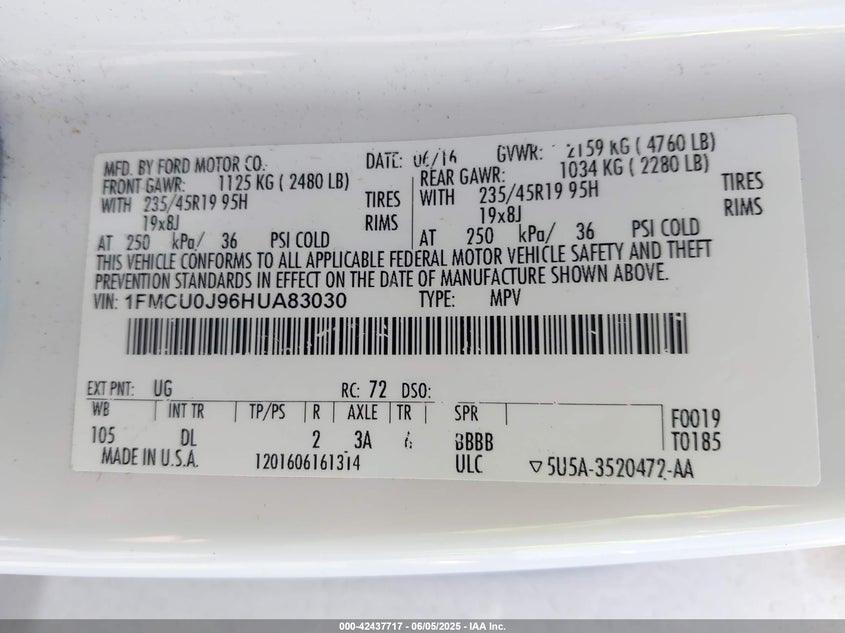 MFD. BY FORD MOTOR CO. DATE: 06/16 GVWR: 2159 KG ( 4760 LB)
FRONT GAWR: 1125 KG ( 2480 LB) REAR GAWR: 1034 KG ( 2280 LB)
WITH 235/45R19 95H TIRES WITH 235/45R19 95H TIRES
19x8J RIMS 19x8J RIMS
AT 250 kPa/ 36 PSI COLD AT 250 kPa/ 36 PSI COLD
THIS VEHICLE CONFORMS TO ALL APPLICABLE FEDERAL MOTOR VEHICLE SAFETY AND THEFT
PREVENTION STANDARDS IN EFFECT ON THE DATE OF MANUFACTURE SHOWN ABOVE.
VIN: 1FMCU0J96HUA83030 TYPE: MPV
EXT PNT: UG RC: 72 DSO:
WB INT TR TP/PS R AXLE TR SPR F0019
105 DL 2 3A BBBB T0185
MADE IN U.S.A. 1201606161314 ULC ▽5U5A-3520472-AA
000-42437717 - 06/05/2025 - IAA Inc.